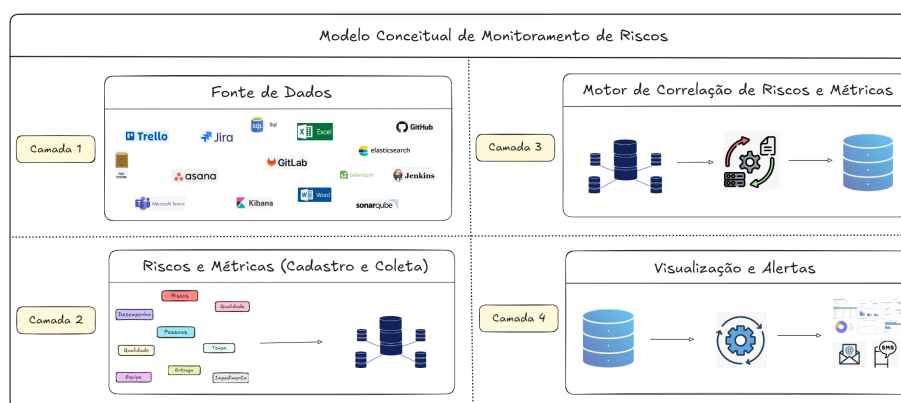 Modelo Conceitual de Monitoramento de Riscos
Camada 1
Fonte de Dados
Trello
Jira
SQL
Sql
Excel
GitHub
elasticsearch
GitLab
asana
Selenium
Jenkins
Microsoft Teams
Kibana
Word
sonarqube
Camada 2
Riscos e Métricas (Cadastro e Coleta)
Riscos
Qualidade
Desempenho
Pessoas
Qualidade
Tempo
Entrega
Equipe
Impedimento
Camada 3
Motor de Correlação de Riscos e Métricas
Camada 4
Visualização e Alertas
SMS